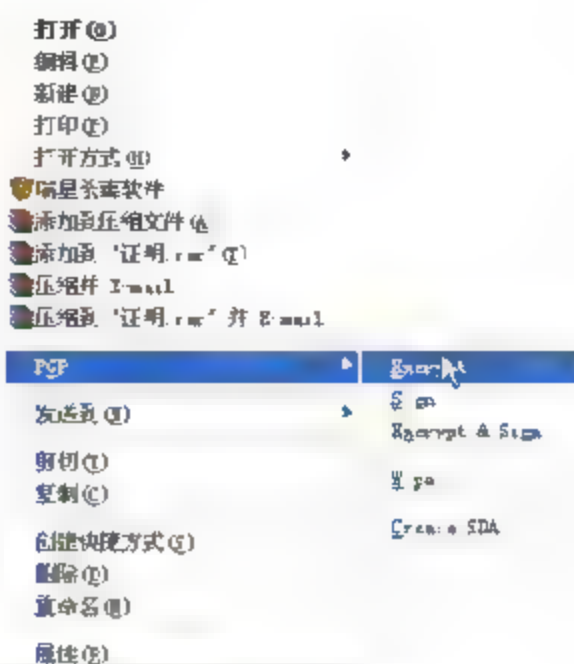 打开(O)
编辑(E)
新建(N)
打印(P)
打开方式(H)
瑞星杀毒软件
添加到压缩文件(A)
添加到 "证明.rar"(T)
压缩并 E-mail
压缩到 "证明.rar" 并 E-mail
PGP
Encrypt
Sign
Encrypt & Sign
Wipe
Create SDA
发送到(N)
剪切(T)
复制(C)
创建快捷方式(S)
删除(D)
重命名(M)
属性(R)